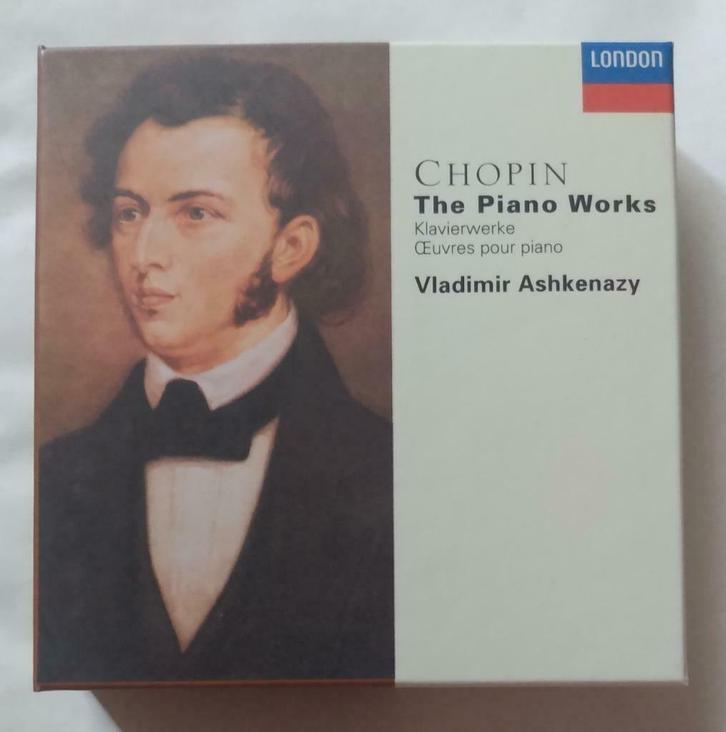 LONDON
CHOPIN
The Piano Works
Klavierwerke
Œuvres pour piano
Vladimir Ashkenazy